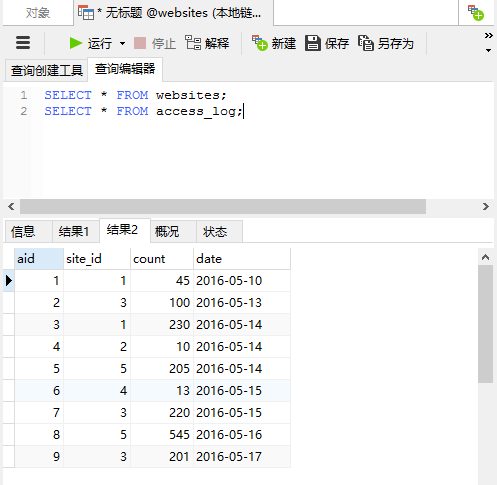 对象 * 无标题 @websites (本地链...
运行 停止 解释 新建 保存 另存为
查询创建工具 查询编辑器
1 SELECT * FROM websites;
2 SELECT * FROM access_log;
信息 结果1 结果2 概况 状态
aid site_id count date
1 1 45 2016-05-10
2 3 100 2016-05-13
3 1 230 2016-05-14
4 2 10 2016-05-14
5 5 205 2016-05-14
6 4 13 2016-05-15
7 3 220 2016-05-15
8 5 545 2016-05-16
9 3 201 2016-05-17